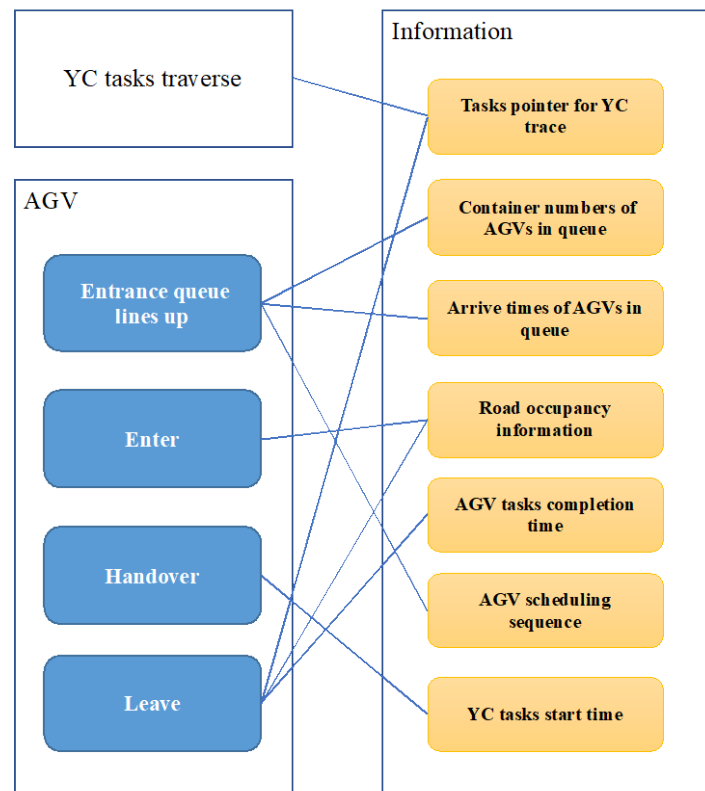 YC tasks traverse
AGV
Entrance queue
lines up
Enter
Handover
Leave
Information
Tasks pointer for YC
trace
Container numbers of
AGVs in queue
Arrive times of AGVs in
queue
Road occupancy
information
AGV tasks completion
time
AGV scheduling
sequence
YC tasks start time